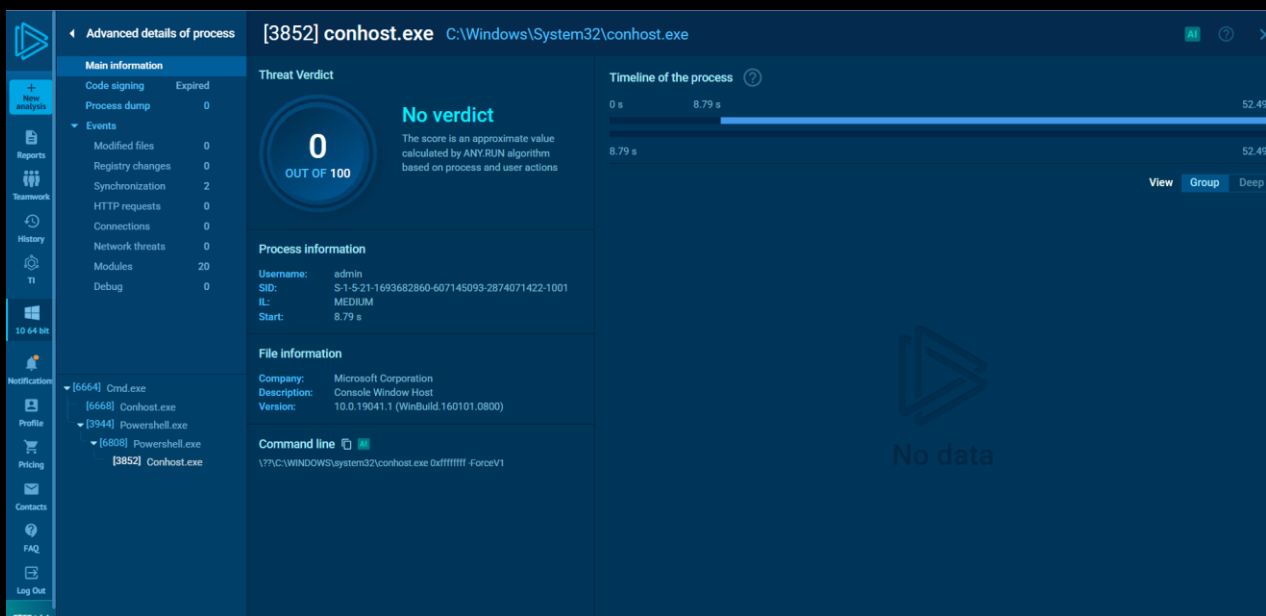 Advanced details of process
[3852] conhost.exe C:\Windows\System32\conhost.exe
AI
?
New analysis
Reports
Teamwork
History
TI
10 64 bit
Notifications
Profile
Pricing
Contacts
FAQ
Log Out
Main information
Code signing Expired
Process dump 0
Events
Modified files 0
Registry changes 0
Synchronization 2
HTTP requests 0
Connections 0
Network threats 0
Modules 20
Debug 0
[6664] Cmd.exe
[6668] Conhost.exe
[3944] Powershell.exe
[6808] Powershell.exe
[3852] Conhost.exe
Threat Verdict
0
OUT OF 100
No verdict
The score is an approximate value
calculated by ANY.RUN algorithm
based on process and user actions
Process information
Username: admin
SID: S-1-5-21-1693682860-607145093-2874071422-1001
IL: MEDIUM
Start: 8.79 s
File information
Company: Microsoft Corporation
Description: Console Window Host
Version: 10.0.19041.1 (WinBuild.160101.0800)
Command line AI
\??\C:\WINDOWS\system32\conhost.exe 0xffffffff -ForceV1
Timeline of the process ?
0 s 8.79 s 52.49
8.79 s 52.49
View Group Deep
No data